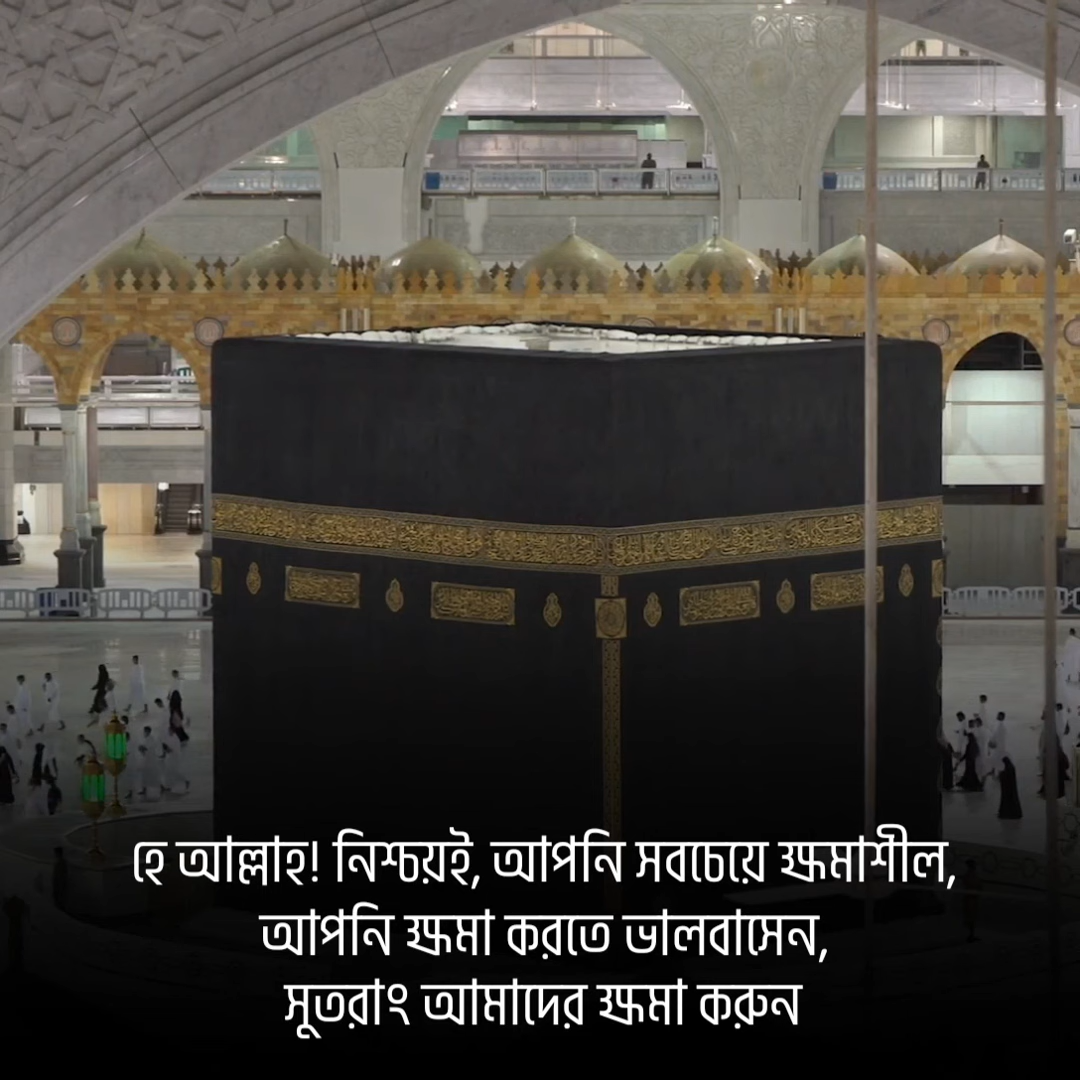 হে আল্লাহ! নিশ্চয়ই, আপনি সবচেয়ে ক্ষমাশীল,
আপনি ক্ষমা করতে ভালবাসেন,
সুতরাং আমাদের ক্ষমা করুন